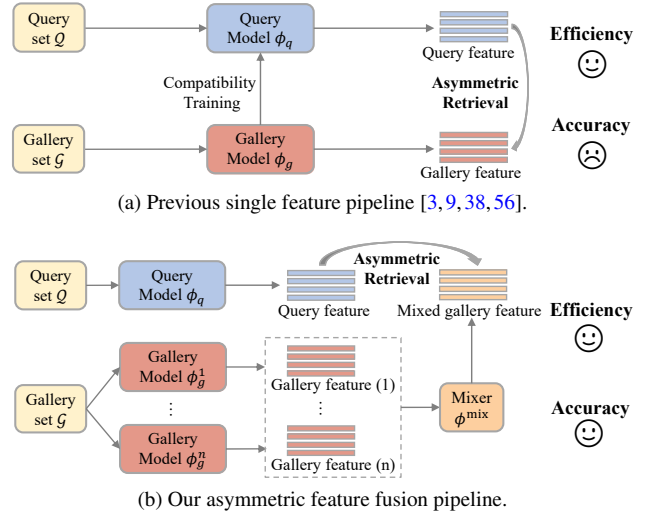 Query
set Q
Query
Model ϕ_q
Query feature
Efficiency
Compatibility
Training
Asymmetric
Retrieval
Gallery
set G
Gallery
Model ϕ_g
Gallery feature
Accuracy
(a) Previous single feature pipeline [3, 9, 38, 56].
Asymmetric
Retrieval
Query
set Q
Query
Model ϕ_q
Query feature
Mixed gallery feature
Efficiency
Gallery
set G
Gallery
Model ϕ_g^1
⋮
Gallery
Model ϕ_g^n
Gallery feature (1)
⋮
Gallery feature (n)
Mixer
ϕ^mix
Accuracy
(b) Our asymmetric feature fusion pipeline.